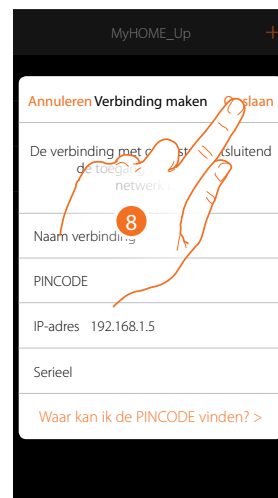 MyHOME_Up +
Annuleren Verbinding maken
De verbinding met
de toegang
netwerk
8
Naam verbinding
PINCODE
IP-adres 192.168.1.5
Serieel
Waar kan ik de PINCODE vinden? >